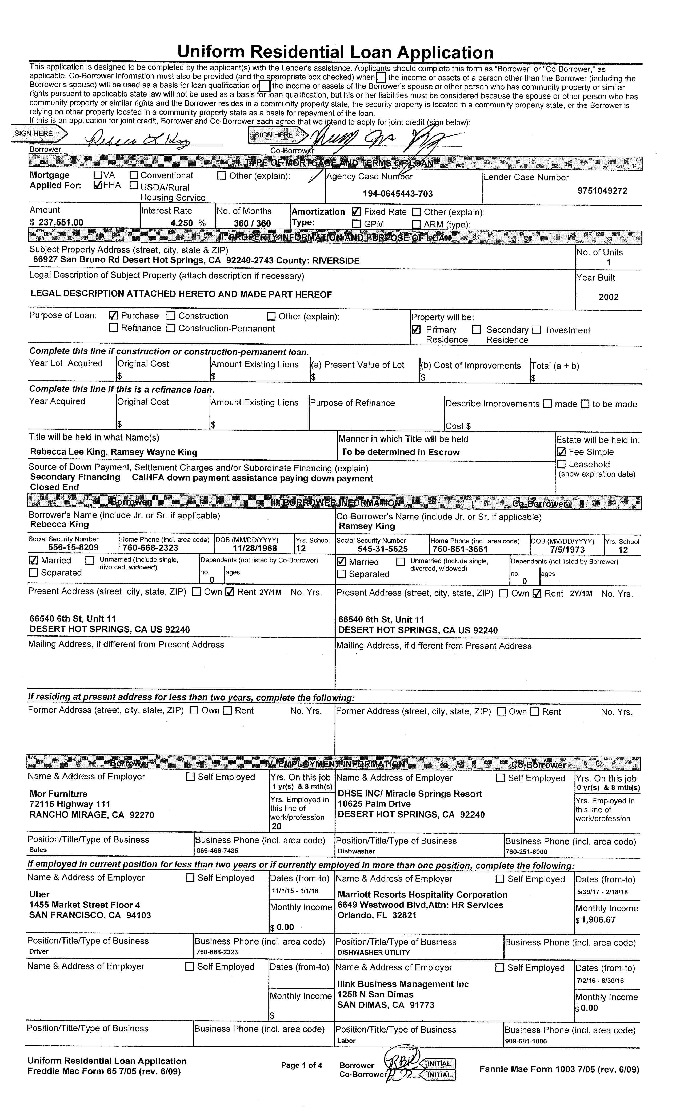 Uniform Residential Loan Application
This application is designed to be completed by the applicant(s) with the Lender's assistance. Applicants should complete this form as "Borrower" or "Co-Borrower," as
applicable. Co-Borrower information must also be provided (and the appropriate box checked) when the income or assets of a person other than the Borrower (including the
Borrower's spouse) will be used as a basis for loan qualification or the income or assets of the Borrower's spouse or other person who has community property or similar
rights pursuant to applicable state law will not be used as a basis for loan qualification, but his or her liabilities must be considered because the spouse or other person who has
community property or similar rights and the Borrower resides in a community property state, the security property is located in a community property state, or the Borrower is
relying on other property located in a community property state as a basis for repayment of the loan.
If this is an application for joint credit, Borrower and Co-Borrower each agree that we intend to apply for joint credit (sign below):
SIGN HERE SIGN HERE
Borrower Co-Borrower
I. TYPE OF MORTGAGE AND TERMS OF LOAN
Mortgage Applied For: VA Conventional Other (explain): Agency Case Number Lender Case Number
FHA USDA/Rural Housing Service 194-0645443-703 9751049272
Amount Interest Rate No. of Months Amortization Type: Fixed Rate Other (explain):
$ 237,551.00 4.250 % 360 / 360 GPM ARM (type):
II. PROPERTY INFORMATION AND PURPOSE OF LOAN
Subject Property Address (street, city, state & ZIP) No. of Units
66927 San Bruno Rd Desert Hot Springs, CA 92240-2743 County: RIVERSIDE 1
Legal Description of Subject Property (attach description if necessary) Year Built
LEGAL DESCRIPTION ATTACHED HERETO AND MADE PART HEREOF 2002
Purpose of Loan: Purchase Construction Other (explain): Property will be:
Refinance Construction-Permanent Primary Residence Secondary Residence Investment
Complete this line if construction or construction-permanent loan.
Year Lot Acquired Original Cost Amount Existing Liens (a) Present Value of Lot (b) Cost of Improvements Total (a + b)
$ $ $ $ $
Complete this line if this is a refinance loan.
Year Acquired Original Cost Amount Existing Liens Purpose of Refinance Describe Improvements made to be made
$ $ Cost $
Title will be held in what Name(s) Manner in which Title will be held Estate will be held in:
Rebecca Lee King, Ramsey Wayne King To be determined in Escrow Fee Simple
Source of Down Payment, Settlement Charges and/or Subordinate Financing (explain) Leasehold
Secondary Financing CalHFA down payment assistance paying down payment (show expiration date)
Closed End
Borrower III. BORROWER INFORMATION Co-Borrower
Borrower's Name (include Jr. or Sr. if applicable) Co-Borrower's Name (include Jr. or Sr. if applicable)
Rebecca King Ramsey King
Social Security Number Home Phone (incl. area code) DOB (MM/DD/YYYY) Yrs. School Social Security Number Home Phone (incl. area code) DOB (MM/DD/YYYY) Yrs. School
556-15-8209 760-668-2323 11/28/1968 12 545-31-5625 760-851-3661 7/5/1973 12
Married Unmarried (include single, divorced, widowed) Dependents (not listed by Co-Borrower) Married Unmarried (include single, divorced, widowed) Dependents (not listed by Borrower)
Separated no. 0 ages Separated no. 0 ages
Present Address (street, city, state, ZIP) Own Rent 2Y/1M No. Yrs. Present Address (street, city, state, ZIP) Own Rent 2Y/1M No. Yrs.
66540 6th St, Unit 11 66540 6th St, Unit 11
DESERT HOT SPRINGS, CA US 92240 DESERT HOT SPRINGS, CA US 92240
Mailing Address, if different from Present Address Mailing Address, if different from Present Address
If residing at present address for less than two years, complete the following:
Former Address (street, city, state, ZIP) Own Rent No. Yrs. Former Address (street, city, state, ZIP) Own Rent No. Yrs.
Borrower IV. EMPLOYMENT INFORMATION Co-Borrower
Name & Address of Employer Self Employed Yrs. On this job Name & Address of Employer Self Employed Yrs. On this job
1 yr(s) & 8 mth(s) 0 yr(s) & 8 mth(s)
Mor Furniture DHSE INC/ Miracle Springs Resort
72116 Highway 111 Yrs. Employed in this line of work/profession 10625 Palm Drive Yrs. Employed in this line of work/profession
RANCHO MIRAGE, CA 92270 20 DESERT HOT SPRINGS, CA 92240
Position/Title/Type of Business Business Phone (incl. area code) Position/Title/Type of Business Business Phone (incl. area code)
Sales Dishwasher 760-251-6000
If employed in current position for less than two years or if currently employed in more than one position, complete the following:
Name & Address of Employer Self Employed Dates (from-to) Name & Address of Employer Self Employed Dates (from-to)
Uber Marriott Resorts Hospitality Corporation
1455 Market Street Floor 4 Monthly Income 6649 Westwood Blvd,Attn: HR Services Monthly Income
SAN FRANCISCO, CA 94103 $ 0.00 Orlando, FL 32821 $ 1,906.67
Position/Title/Type of Business Business Phone (incl. area code) Position/Title/Type of Business Business Phone (incl. area code)
Driver 760-668-2323 DISHWASHER UTILITY
Name & Address of Employer Self Employed Dates (from-to) Name & Address of Employer Self Employed Dates (from-to)
7/2/16 - 8/30/16
Ilink Business Management Inc
Monthly Income 1258 N San Dimas Monthly Income
$ SAN DIMAS, CA 91773 $ 0.00
Position/Title/Type of Business Business Phone (incl. area code) Position/Title/Type of Business Business Phone (incl. area code)
Labor
Uniform Residential Loan Application
Freddie Mac Form 65 7/05 (rev. 6/09) Page 1 of 4 Borrower INITIAL Co-Borrower INITIAL Fannie Mae Form 1003 7/05 (rev. 6/09)